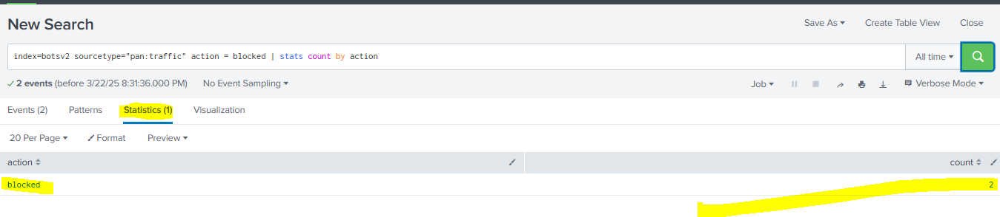 New Search
Save As Create Table View Close
index=botsv2 sourcetype="pan:traffic" action = blocked | stats count by action
All time
2 events (before 3/22/25 8:31:36.000 PM) No Event Sampling
Job Verbose Mode
Events (2) Patterns Statistics (1) Visualization
20 Per Page Format Preview
action count
blocked 2